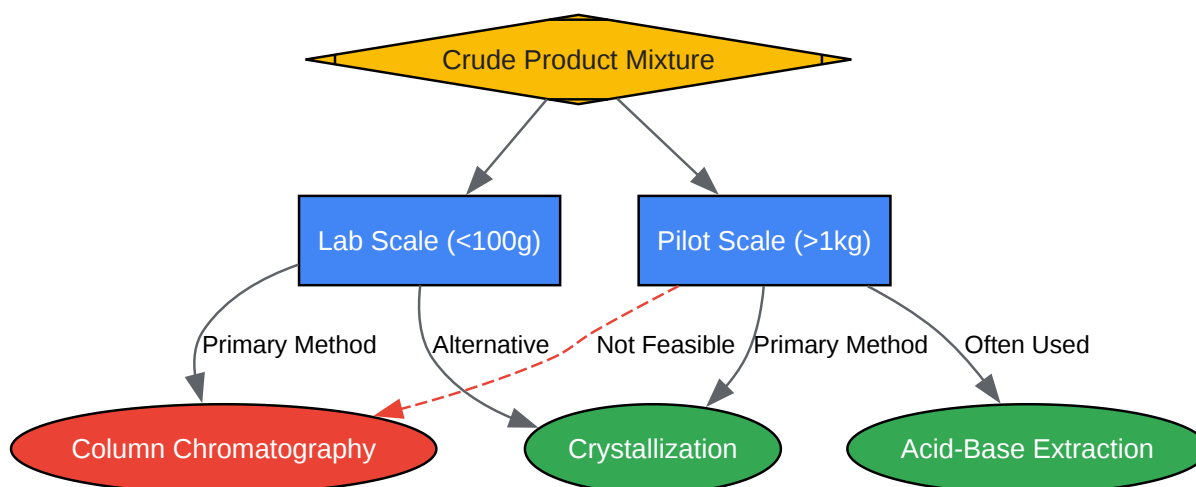 Crude Product Mixture
Lab Scale (<100g)
Pilot Scale (>1kg)
Primary Method
Alternative
Not Feasible
Primary Method
Often Used
Column Chromatography
Crystallization
Acid-Base Extraction